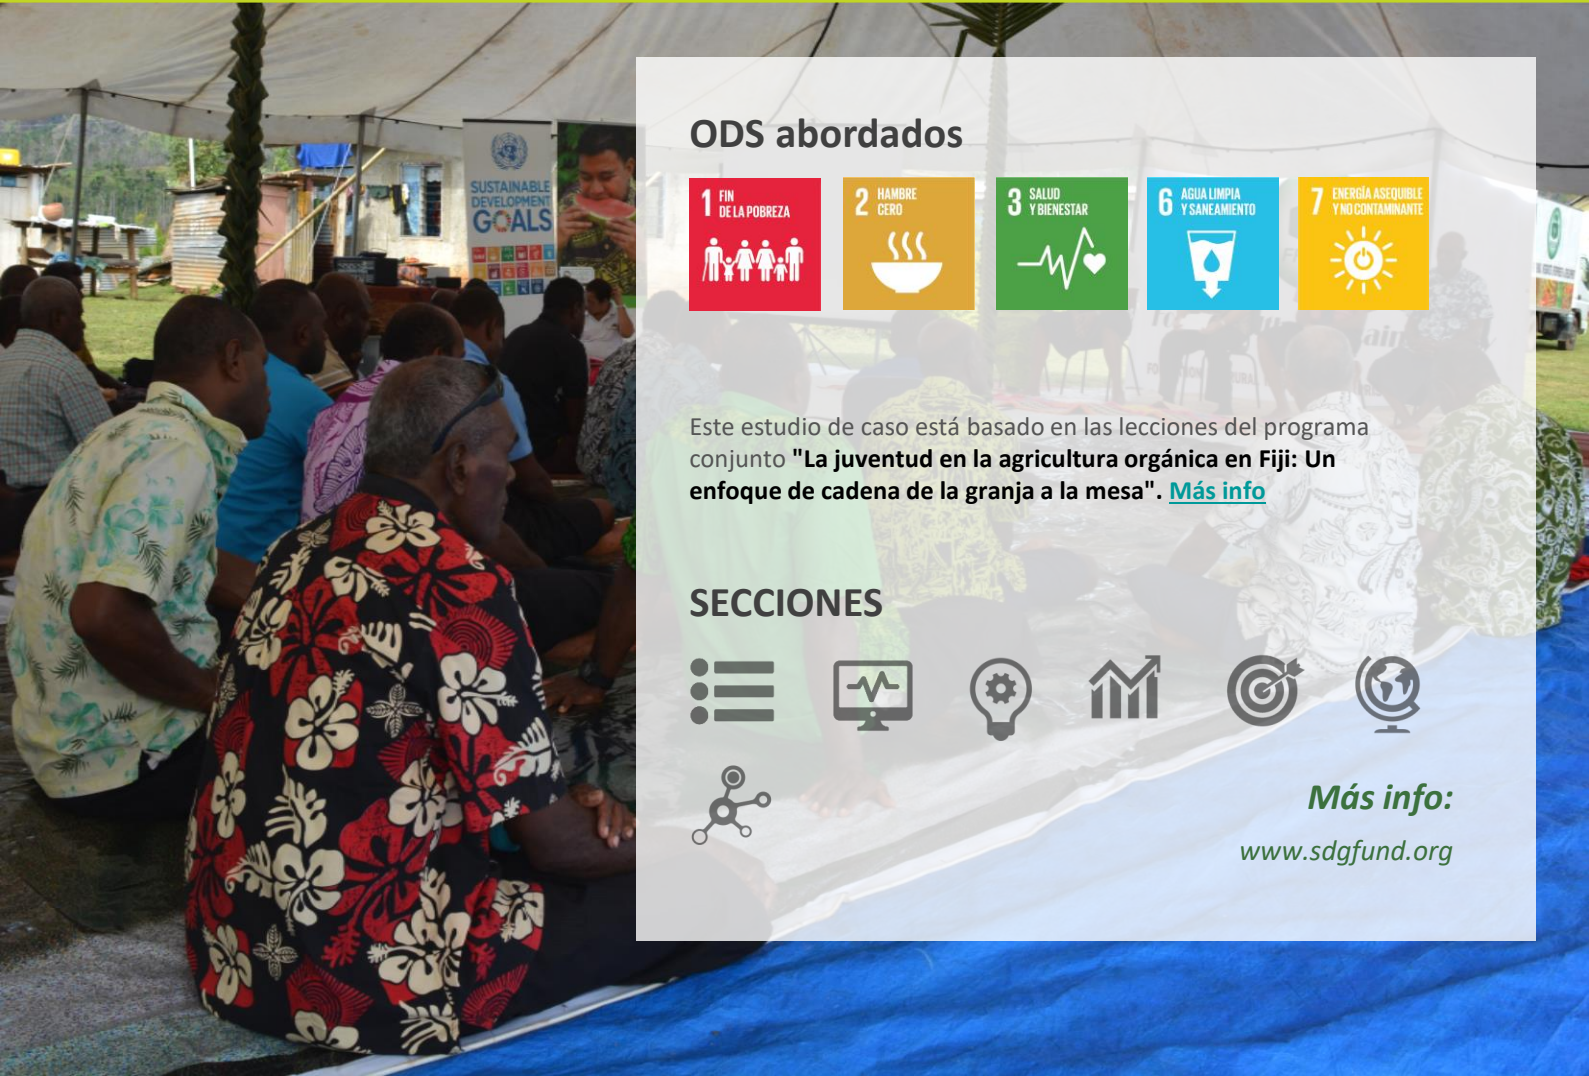 SUSTAINABLE
DEVELOPMENT
GOALS
ODS abordados
1 FIN
DE LA POBREZA
2 HAMBRE
CERO
3 SALUD
Y BIENESTAR
6 AGUA LIMPIA
Y SANEAMIENTO
7 ENERGÍA ASEQUIBLE
Y NO CONTAMINANTE
Este estudio de caso está basado en las lecciones del programa
conjunto "La juventud en la agricultura orgánica en Fiji: Un
enfoque de cadena de la granja a la mesa". Más info
SECCIONES
Más info:
www.sdgfund.org